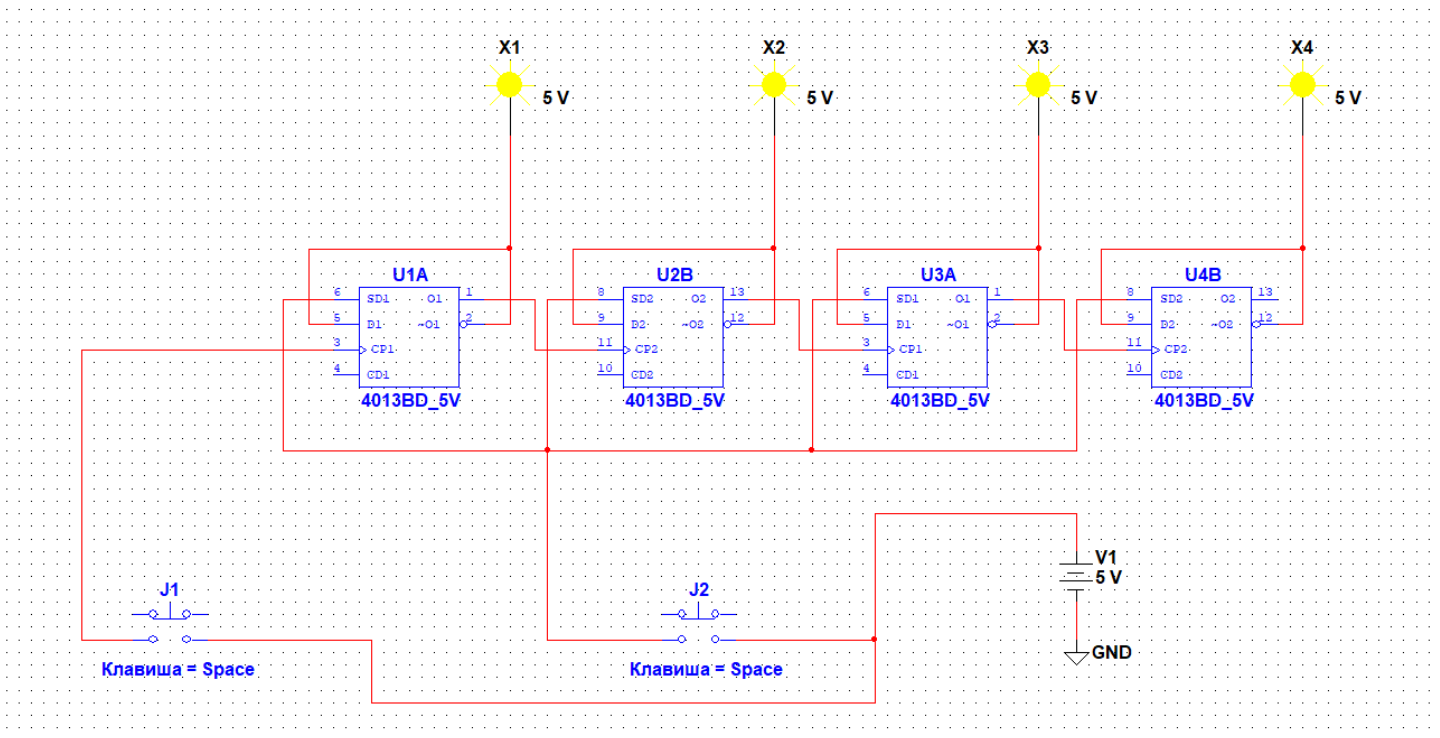 X1
X2
X3
X4
5 V
5 V
5 V
5 V
U1A
U2B
U3A
U4B
6 SD1 O1 1
5 D1 ~O1 2
3 CP1
4 CD1
8 SD2 O2 13
9 D2 ~O2 12
11 CP2
10 CD2
6 SD1 O1 1
5 D1 ~O1 2
3 CP1
4 CD1
8 SD2 O2 13
9 D2 ~O2 12
11 CP2
10 CD2
4013BD_5V
4013BD_5V
4013BD_5V
4013BD_5V
V1
5 V
J1
J2
GND
Клавиша = Space
Клавиша = Space